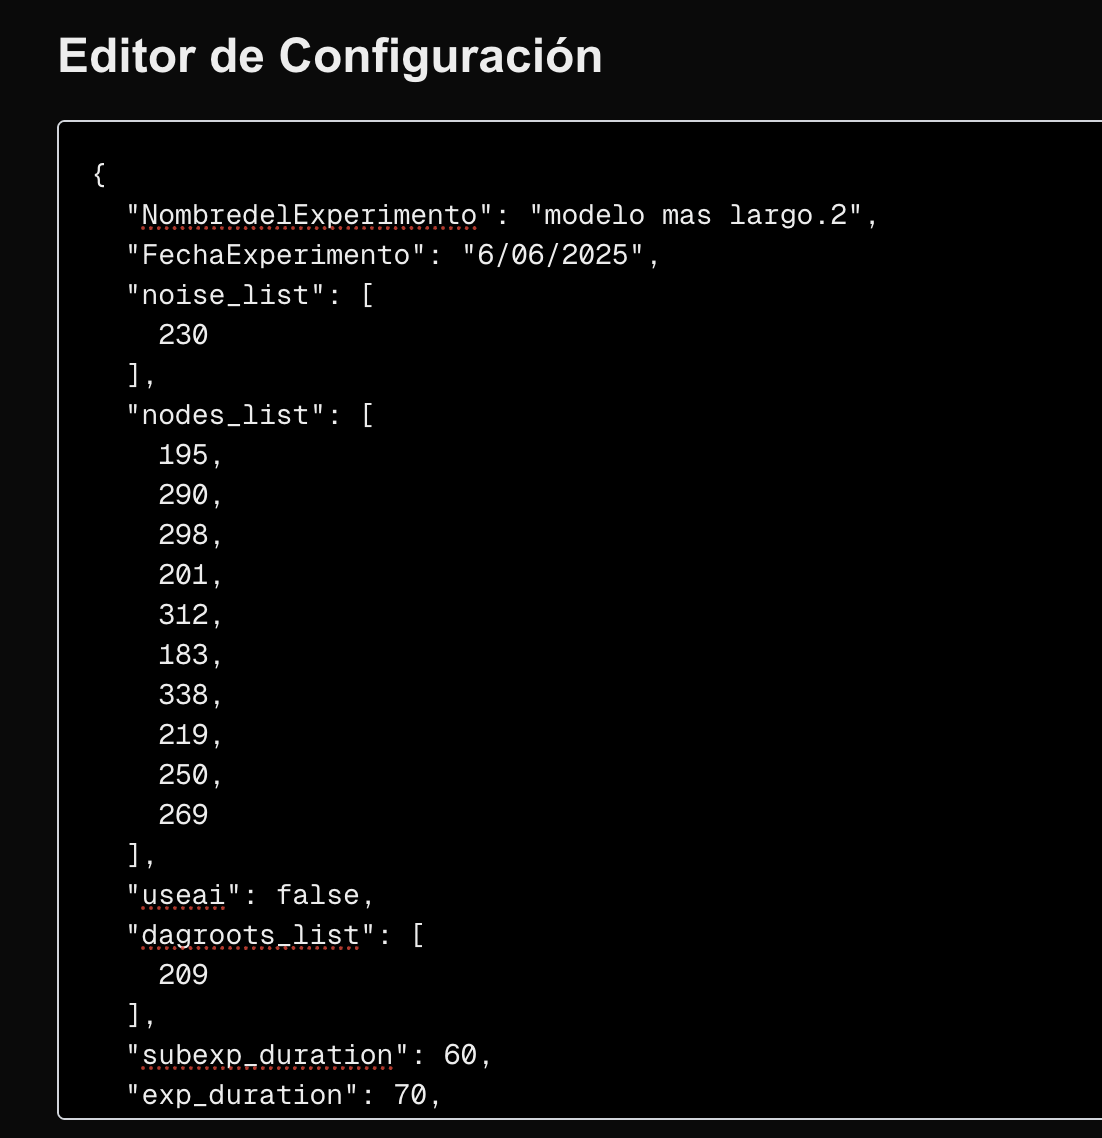 Editor de Configuración
{
"NombredelExperimento": "modelo mas largo.2",
"FechaExperimento": "6/06/2025",
"noise_list": [
230
],
"nodes_list": [
195,
290,
298,
201,
312,
183,
338,
219,
250,
269
],
"useai": false,
"dagroots_list": [
209
],
"subexp_duration": 60,
"exp_duration": 70,